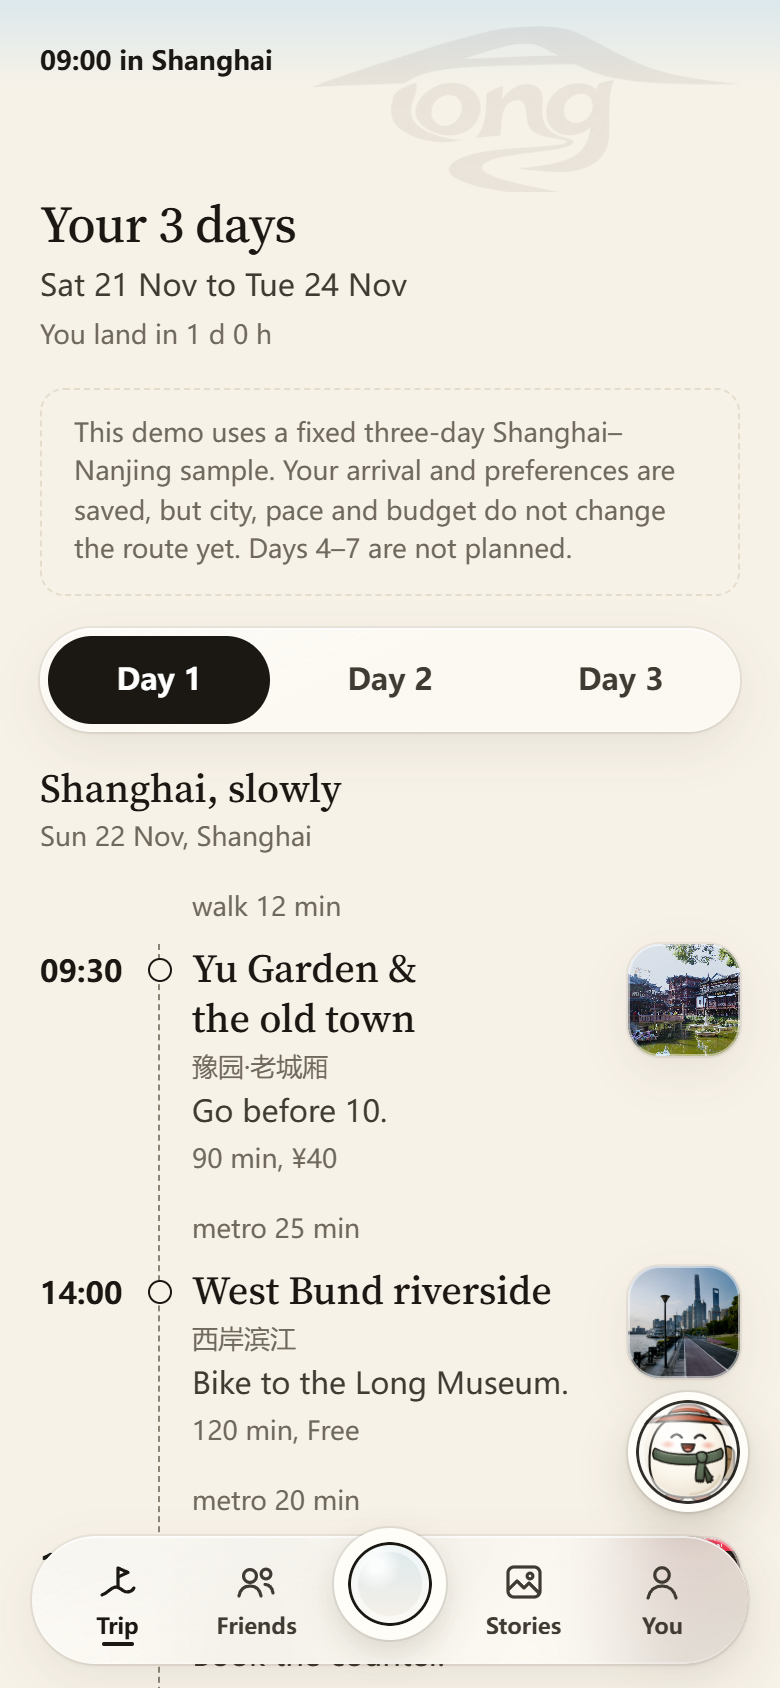 09:00 in Shanghai
long
Your 3 days
Sat 21 Nov to Tue 24 Nov
You land in 1 d 0 h
This demo uses a fixed three-day Shanghai–
Nanjing sample. Your arrival and preferences are
saved, but city, pace and budget do not change
the route yet. Days 4–7 are not planned.
Day 1 Day 2 Day 3
Shanghai, slowly
Sun 22 Nov, Shanghai
walk 12 min
09:30 Yu Garden &
the old town
豫园·老城厢
Go before 10.
90 min, ¥40
metro 25 min
14:00 West Bund riverside
西岸滨江
Bike to the Long Museum.
120 min, Free
metro 20 min
Trip Friends Stories You